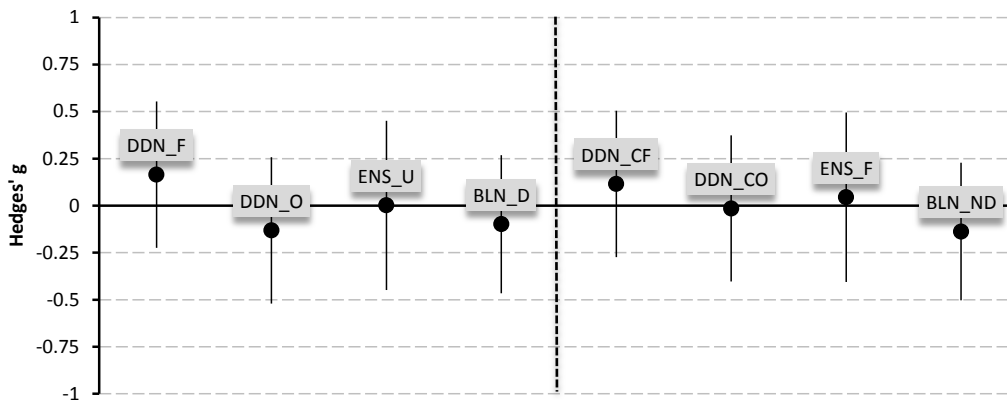 1
0.75
0.5
0.25
0
-0.25
-0.5
-0.75
-1
Hedges' g
DDN_F
DDN_O
ENS_U
BLN_D
DDN_CF
DDN_CO
ENS_F
BLN_ND